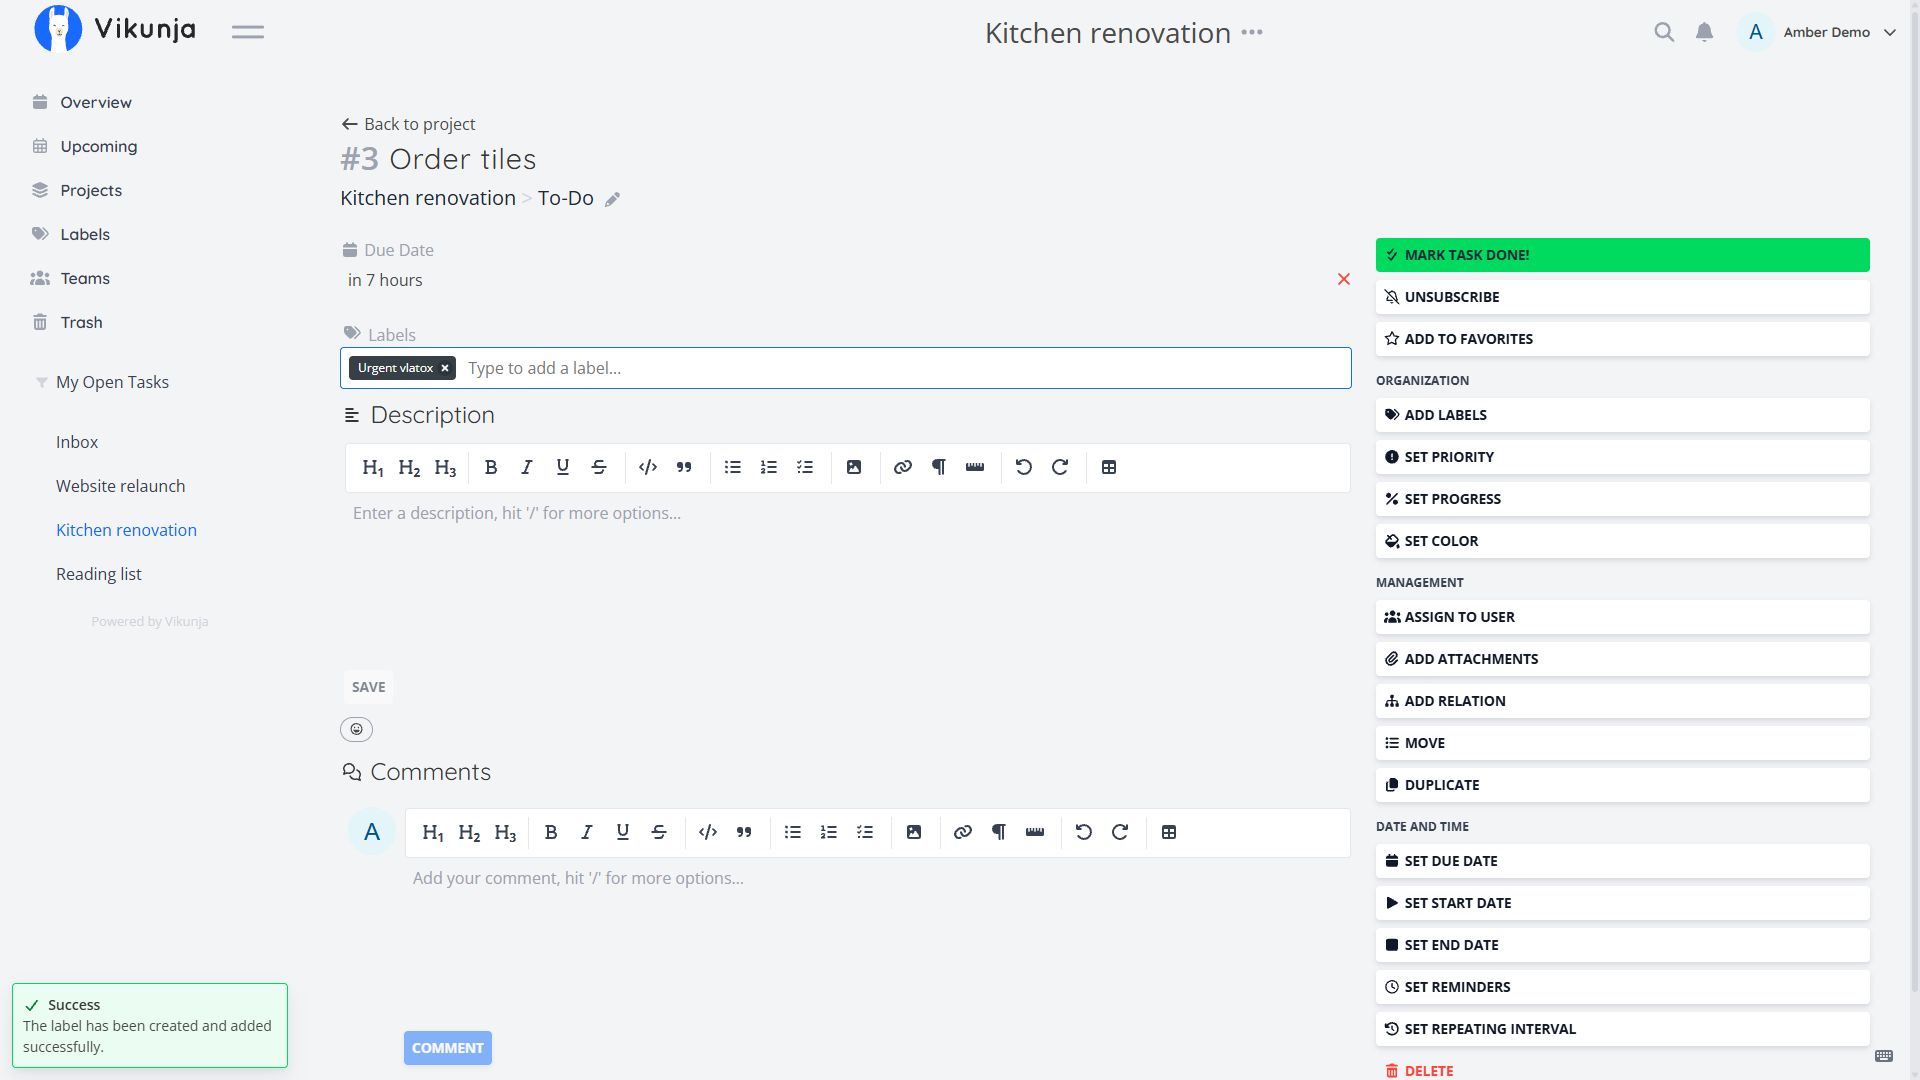 Vikunja
Kitchen renovation
A
Amber Demo
Overview
Upcoming
Projects
Labels
Teams
Trash
My Open Tasks
Inbox
Website relaunch
Kitchen renovation
Reading list
Powered by Vikunja
Back to project
#3 Order tiles
Kitchen renovation > To-Do
Due Date
in 7 hours
Labels
Urgent vlatox
Type to add a label...
Description
H1 H2 H3 B I U S
Enter a description, hit '/' for more options...
SAVE
Comments
A
H1 H2 H3 B I U S
Add your comment, hit '/' for more options...
COMMENT
MARK TASK DONE!
UNSUBSCRIBE
ADD TO FAVORITES
ORGANIZATION
ADD LABELS
SET PRIORITY
SET PROGRESS
SET COLOR
MANAGEMENT
ASSIGN TO USER
ADD ATTACHMENTS
ADD RELATION
MOVE
DUPLICATE
DATE AND TIME
SET DUE DATE
SET START DATE
SET END DATE
SET REMINDERS
SET REPEATING INTERVAL
DELETE
Success
The label has been created and added
successfully.